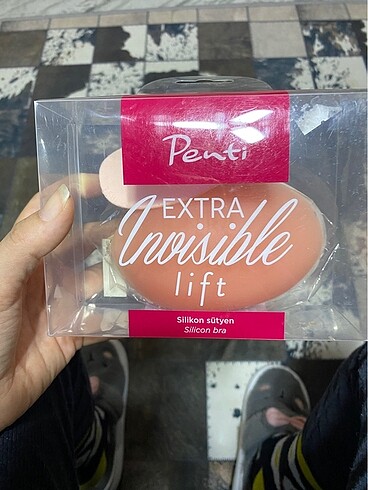 Penti
EXTRA
Invisible
lift
Silikon sütyen
Silicon bra